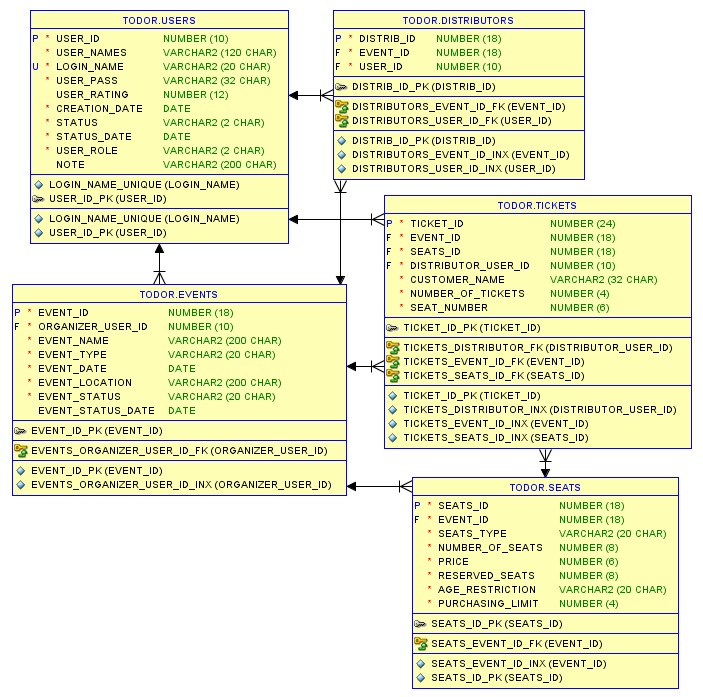 TODOR.USERS
P * USER_ID NUMBER (10)
* USER_NAMES VARCHAR2 (120 CHAR)
U * LOGIN_NAME VARCHAR2 (20 CHAR)
* USER_PASS VARCHAR2 (32 CHAR)
USER_RATING NUMBER (12)
* CREATION_DATE DATE
* STATUS VARCHAR2 (2 CHAR)
* STATUS_DATE DATE
* USER_ROLE VARCHAR2 (2 CHAR)
NOTE VARCHAR2 (200 CHAR)
LOGIN_NAME_UNIQUE (LOGIN_NAME)
USER_ID_PK (USER_ID)
LOGIN_NAME_UNIQUE (LOGIN_NAME)
USER_ID_PK (USER_ID)
TODOR.DISTRIBUTORS
P * DISTRIB_ID NUMBER (18)
F * EVENT_ID NUMBER (18)
F * USER_ID NUMBER (10)
DISTRIB_ID_PK (DISTRIB_ID)
DISTRIBUTORS_EVENT_ID_FK (EVENT_ID)
DISTRIBUTORS_USER_ID_FK (USER_ID)
DISTRIB_ID_PK (DISTRIB_ID)
DISTRIBUTORS_EVENT_ID_INX (EVENT_ID)
DISTRIBUTORS_USER_ID_INX (USER_ID)
TODOR.TICKETS
P * TICKET_ID NUMBER (24)
F * EVENT_ID NUMBER (18)
F * SEATS_ID NUMBER (18)
F * DISTRIBUTOR_USER_ID NUMBER (10)
* CUSTOMER_NAME VARCHAR2 (32 CHAR)
* NUMBER_OF_TICKETS NUMBER (4)
* SEAT_NUMBER NUMBER (6)
TICKET_ID_PK (TICKET_ID)
TICKETS_DISTRIBUTOR_FK (DISTRIBUTOR_USER_ID)
TICKETS_EVENT_ID_FK (EVENT_ID)
TICKETS_SEATS_ID_FK (SEATS_ID)
TICKET_ID_PK (TICKET_ID)
TICKETS_DISTRIBUTOR_INX (DISTRIBUTOR_USER_ID)
TICKETS_EVENT_ID_INX (EVENT_ID)
TICKETS_SEATS_ID_INX (SEATS_ID)
TODOR.EVENTS
P * EVENT_ID NUMBER (18)
F * ORGANIZER_USER_ID NUMBER (10)
* EVENT_NAME VARCHAR2 (200 CHAR)
* EVENT_TYPE VARCHAR2 (20 CHAR)
* EVENT_DATE DATE
* EVENT_LOCATION VARCHAR2 (200 CHAR)
* EVENT_STATUS VARCHAR2 (20 CHAR)
EVENT_STATUS_DATE DATE
EVENT_ID_PK (EVENT_ID)
EVENTS_ORGANIZER_USER_ID_FK (ORGANIZER_USER_ID)
EVENT_ID_PK (EVENT_ID)
EVENTS_ORGANIZER_USER_ID_INX (ORGANIZER_USER_ID)
TODOR.SEATS
P * SEATS_ID NUMBER (18)
F * EVENT_ID NUMBER (18)
* SEATS_TYPE VARCHAR2 (20 CHAR)
* NUMBER_OF_SEATS NUMBER (8)
* PRICE NUMBER (6)
* RESERVED_SEATS NUMBER (8)
* AGE_RESTRICTION VARCHAR2 (20 CHAR)
* PURCHASING_LIMIT NUMBER (4)
SEATS_ID_PK (SEATS_ID)
SEATS_EVENT_ID_FK (EVENT_ID)
SEATS_EVENT_ID_INX (EVENT_ID)
SEATS_ID_PK (SEATS_ID)